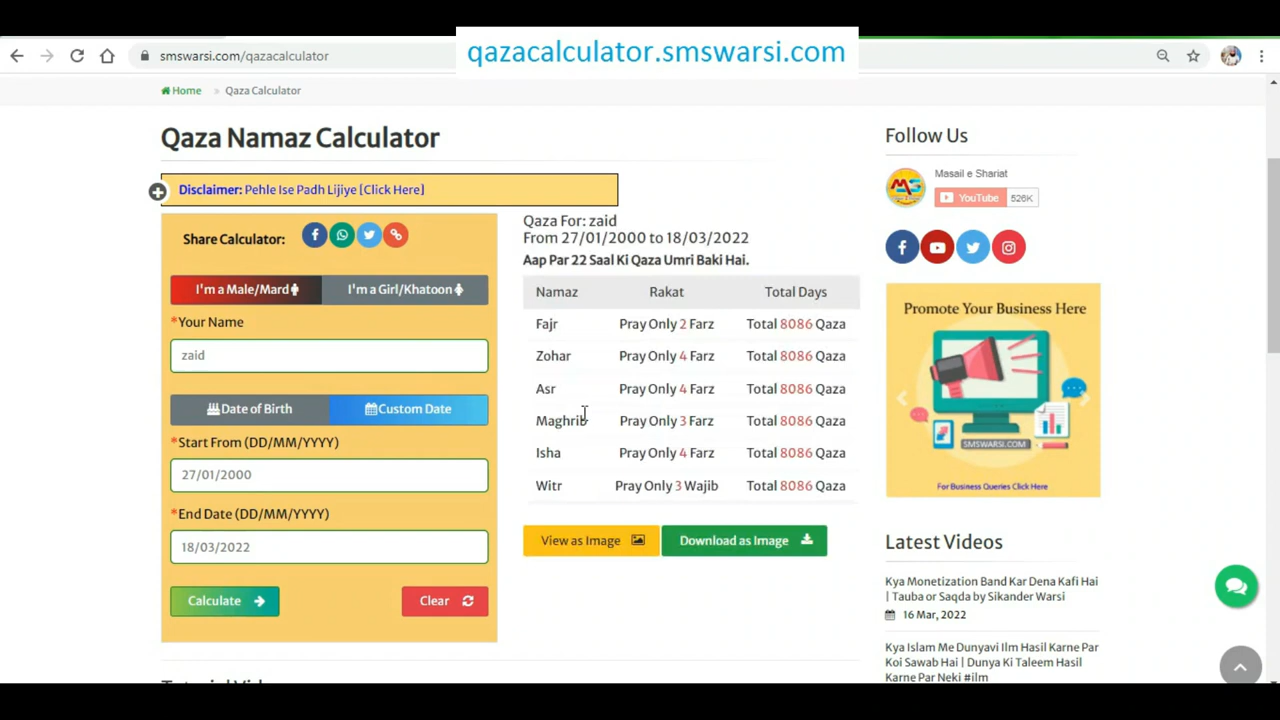 qazacalculator.smswarsi.com
smswarsi.com/qazacalculator
Home » Qaza Calculator
Qaza Namaz Calculator
Disclaimer: Pehle Ise Padh Lijiye [Click Here]
Share Calculator:
I'm a Male/Mard I'm a Girl/Khatoon
*Your Name
zaid
Date of Birth Custom Date
*Start From (DD/MM/YYYY)
27/01/2000
*End Date (DD/MM/YYYY)
18/03/2022
Calculate Clear
Qaza For: zaid
From 27/01/2000 to 18/03/2022
Aap Par 22 Saal Ki Qaza Umri Baki Hai.
Namaz Rakat Total Days
Fajr Pray Only 2 Farz Total 8086 Qaza
Zohar Pray Only 4 Farz Total 8086 Qaza
Asr Pray Only 4 Farz Total 8086 Qaza
Maghrib Pray Only 3 Farz Total 8086 Qaza
Isha Pray Only 4 Farz Total 8086 Qaza
Witr Pray Only 3 Wajib Total 8086 Qaza
View as Image Download as Image
Follow Us
MS
Masail e Shariat
YouTube 526K
Promote Your Business Here
SMSWARSI.COM
For Business Queries Click Here
Latest Videos
Kya Monetization Band Kar Dena Kafi Hai
| Tauba or Saqda by Sikander Warsi
16 Mar, 2022
Kya Islam Me Dunyavi Ilm Hasil Karne Par
Koi Sawab Hai | Dunya Ki Taleem Hasil
Karne Par Neki #ilm